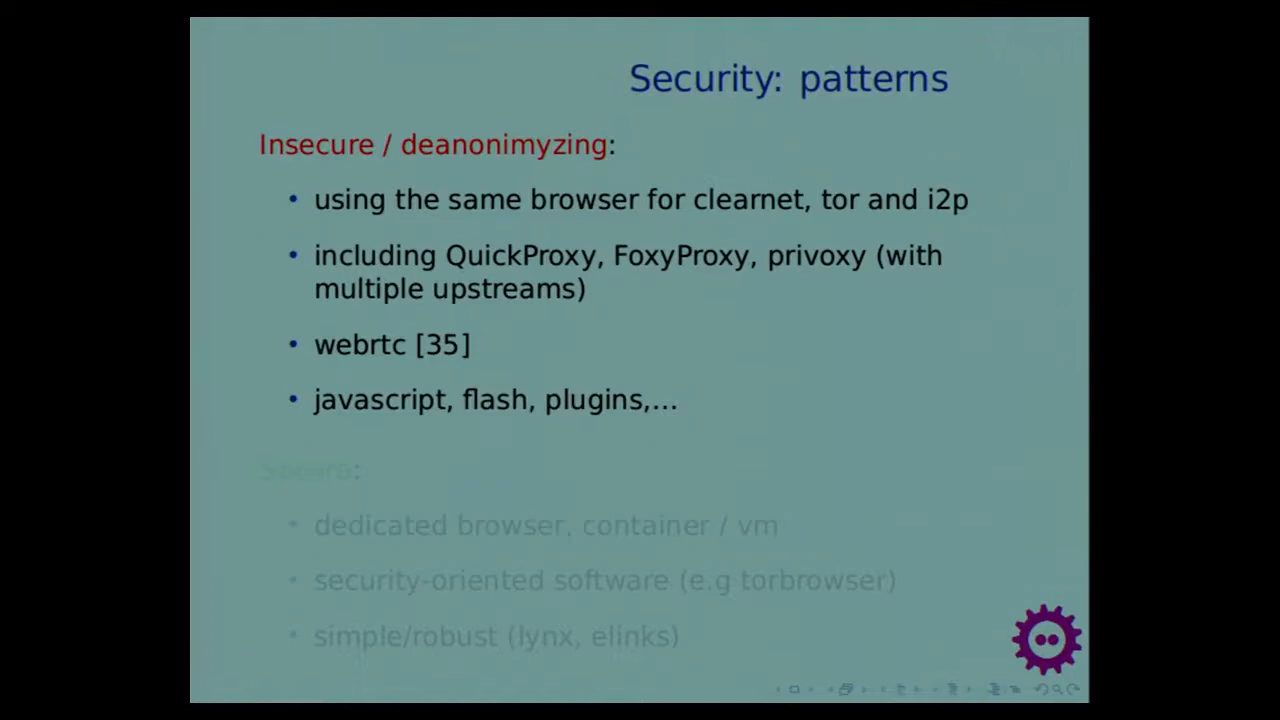 Security: patterns
Insecure / deanonimyzing:
• using the same browser for clearnet, tor and i2p
• including QuickProxy, FoxyProxy, privoxy (with
multiple upstreams)
• webrtc [35]
• javascript, flash, plugins,...
Secure:
• dedicated browser, container / vm
• security-oriented software (e.g torbrowser)
• simple/robust (lynx, elinks)